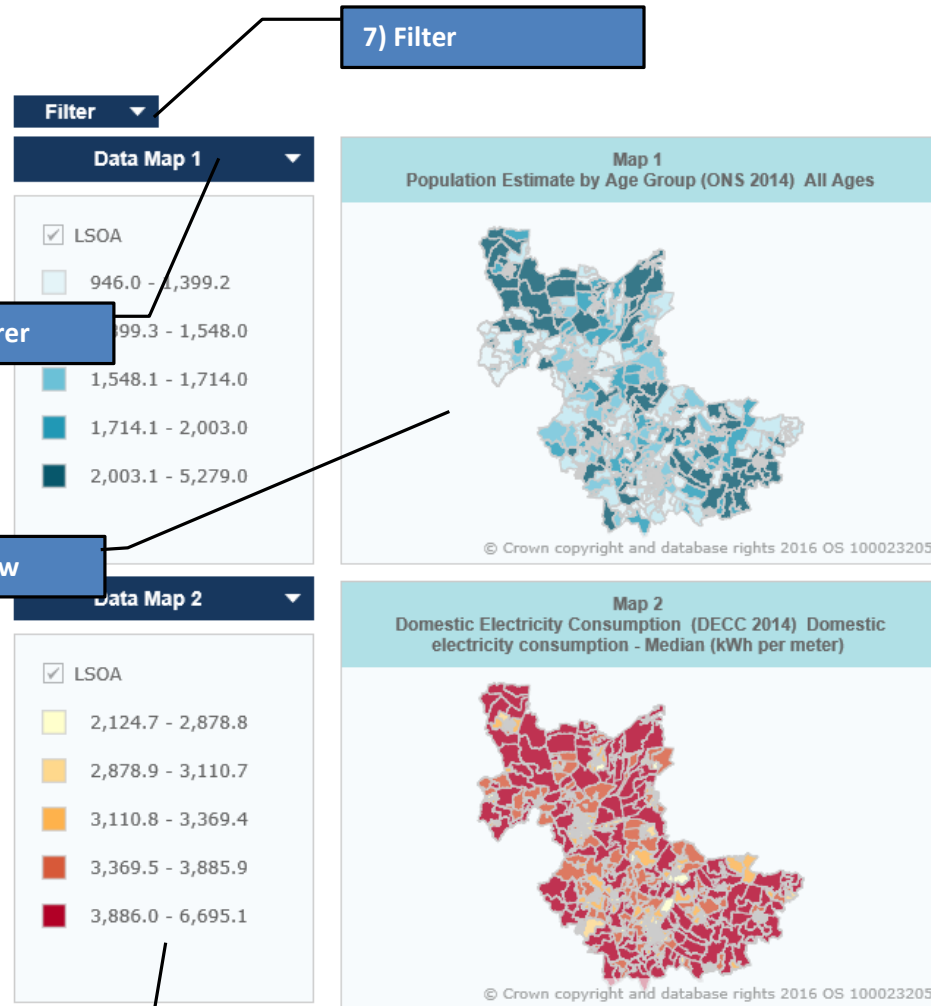 7) Filter
Filter
Data Map 1
Map 1
Population Estimate by Age Group (ONS 2014) All Ages
LSOA
946.0 - 1,399.2
399.3 - 1,548.0
1,548.1 - 1,714.0
1,714.1 - 2,003.0
2,003.1 - 5,279.0
© Crown copyright and database rights 2016 OS 100023205
Data Map 2
Map 2
Domestic Electricity Consumption (DECC 2014) Domestic
electricity consumption - Median (kWh per meter)
LSOA
2,124.7 - 2,878.8
2,878.9 - 3,110.7
3,110.8 - 3,369.4
3,369.5 - 3,885.9
3,886.0 - 6,695.1
© Crown copyright and database rights 2016 OS 100023205